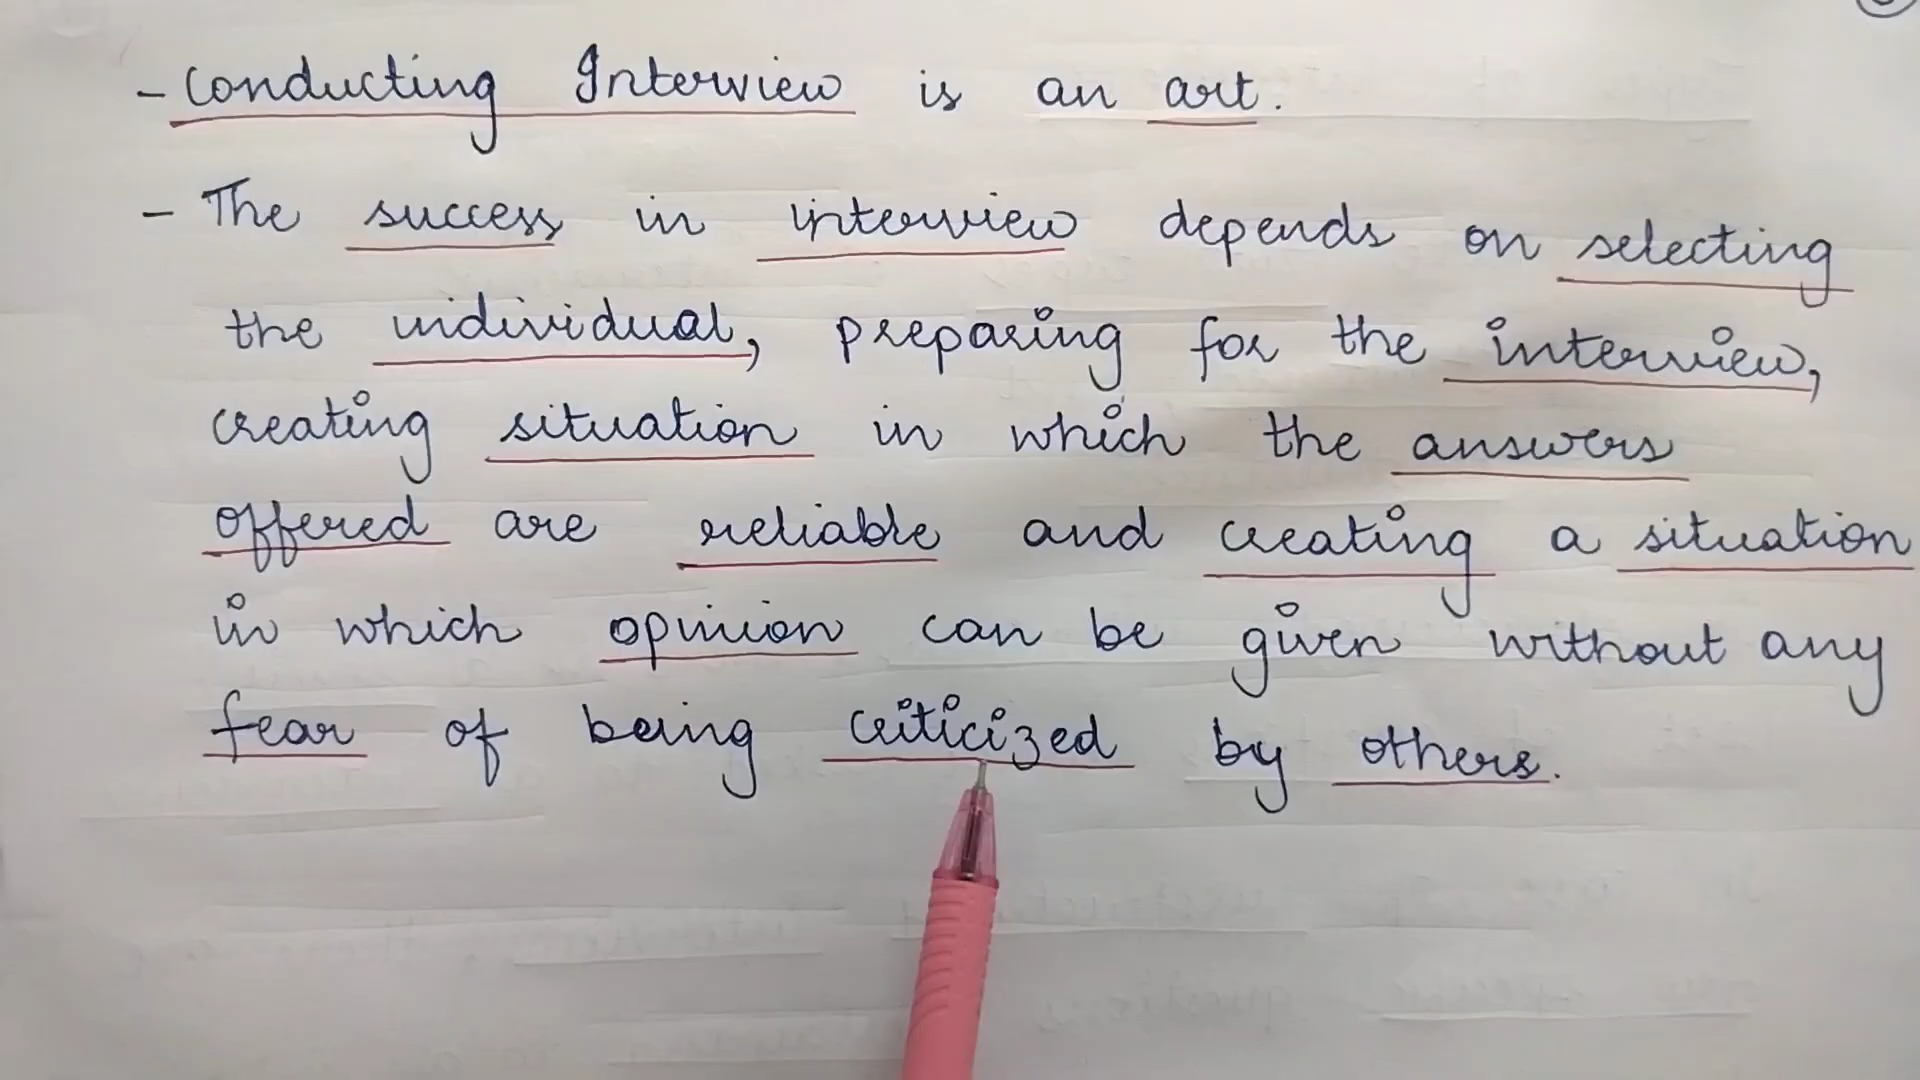 - Conducting Interview is an art.
- The success in interview depends on selecting
the individual, preparing for the interview,
creating situation in which the answers
offered are reliable and creating a situation
in which opinion can be given without any
fear of being criticized by others.